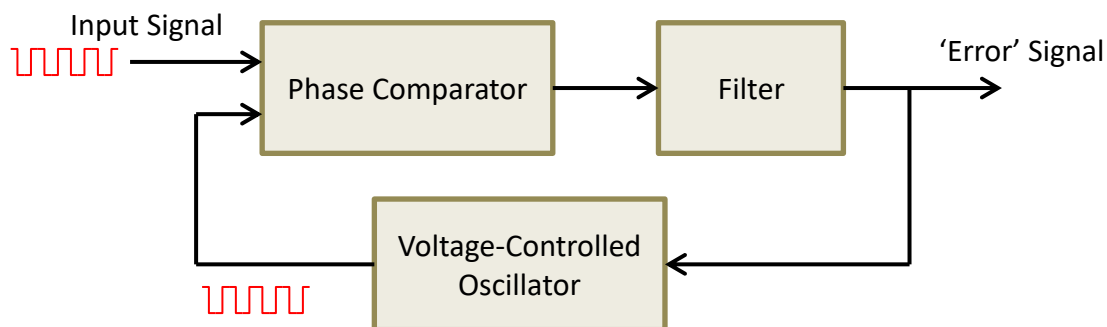 Input Signal
‘Error’ Signal
Phase Comparator
Filter
Voltage-Controlled
Oscillator